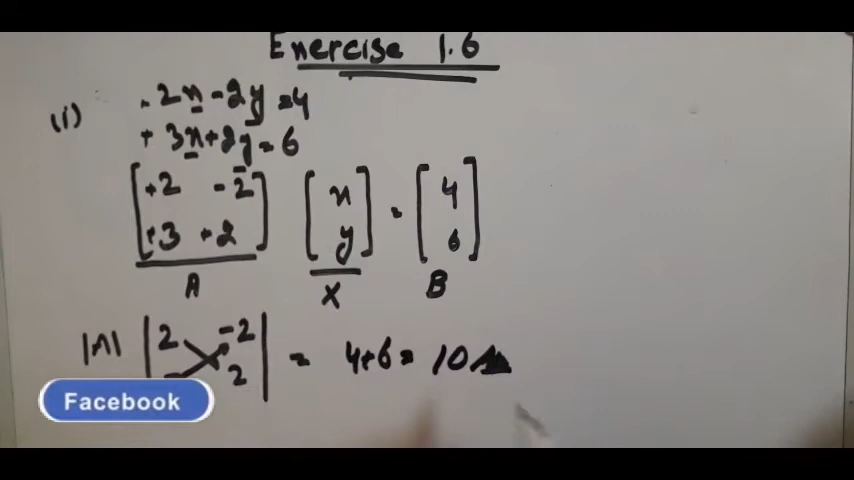 Exercise 1.6
(i) +2x - 2y = 4
+ 3x + 2y = 6
[+2 -2] [x] = [4]
[+3 +2] [y] [6]
A X B
|A| |2 -2| = 4+6 = 10
2
Facebook